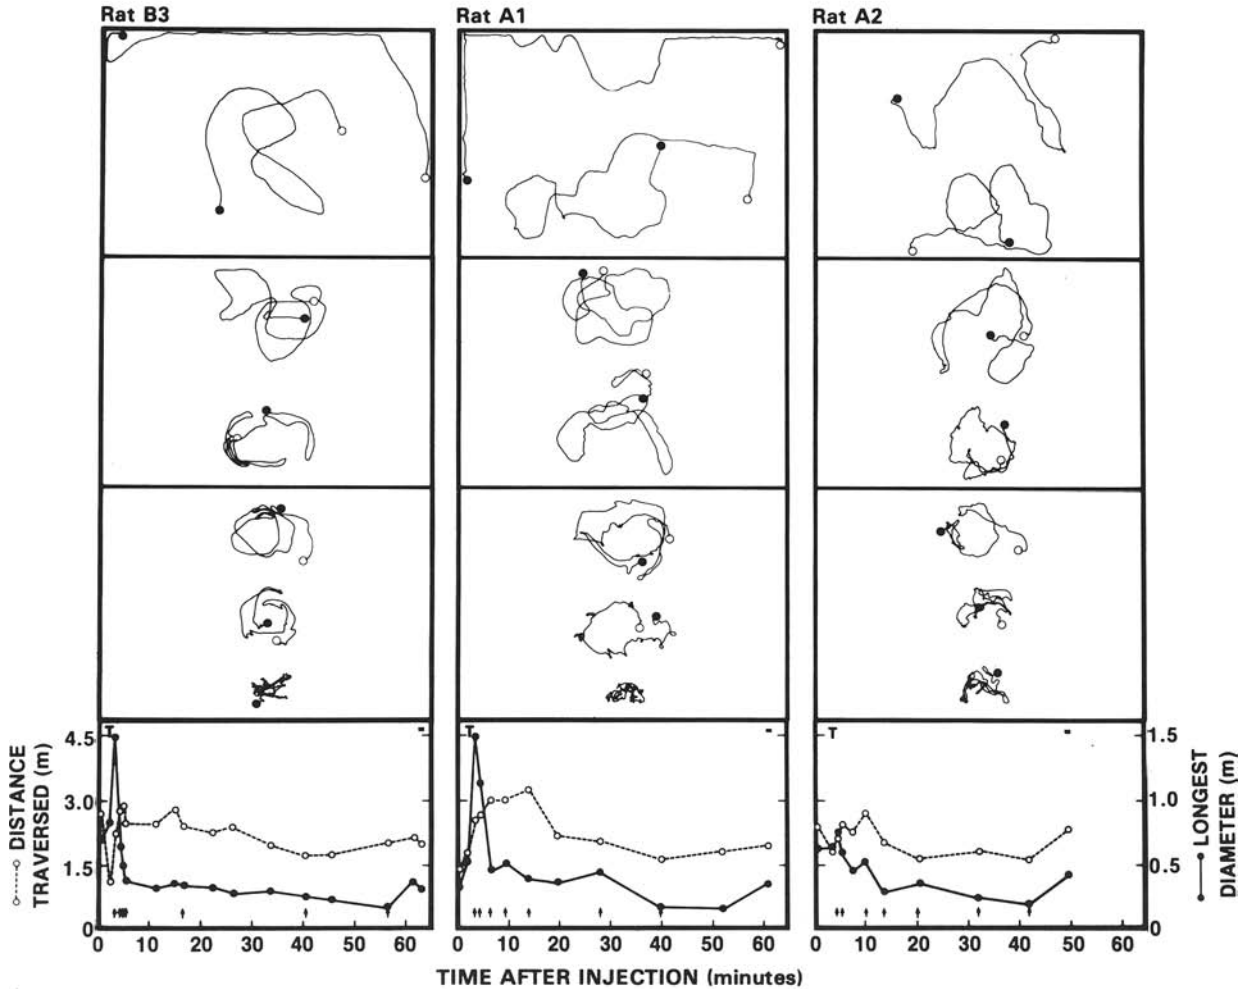 Rat B3
Rat A1
Rat A2
DISTANCE
TRAVERSED (m)
4.5
3.0
1.5
0
T
-
T
-
T
-
1.5
1.0
0.5
0
LONGEST
DIAMETER (m)
0 10 20 30 40 50 60
0 10 20 30 40 50 60
0 10 20 30 40 50 60
TIME AFTER INJECTION (minutes)